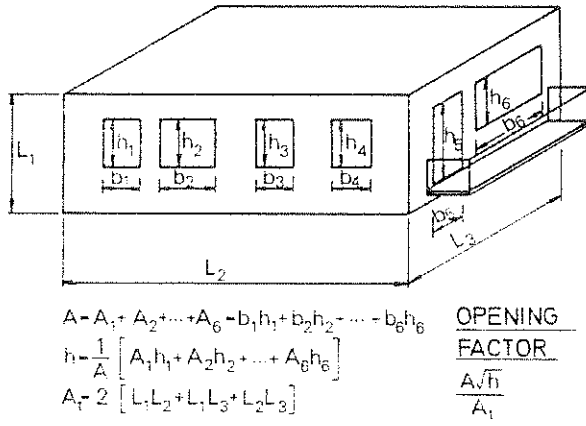 L₁
h₁
h₂
h₃
h₄
h₅
h₆
b₁
b₂
b₃
b₄
b₆
b₆
L₂
L₃
A=A₁+A₂+···+A₆=b₁h₁+b₂h₂+···+b₆h₆
h=1/A [A₁h₁+A₂h₂+···+A₆h₆]
Aₜ=2 [L₁L₂+L₁L₃+L₂L₃]
OPENING
FACTOR
A√h
Aₜ